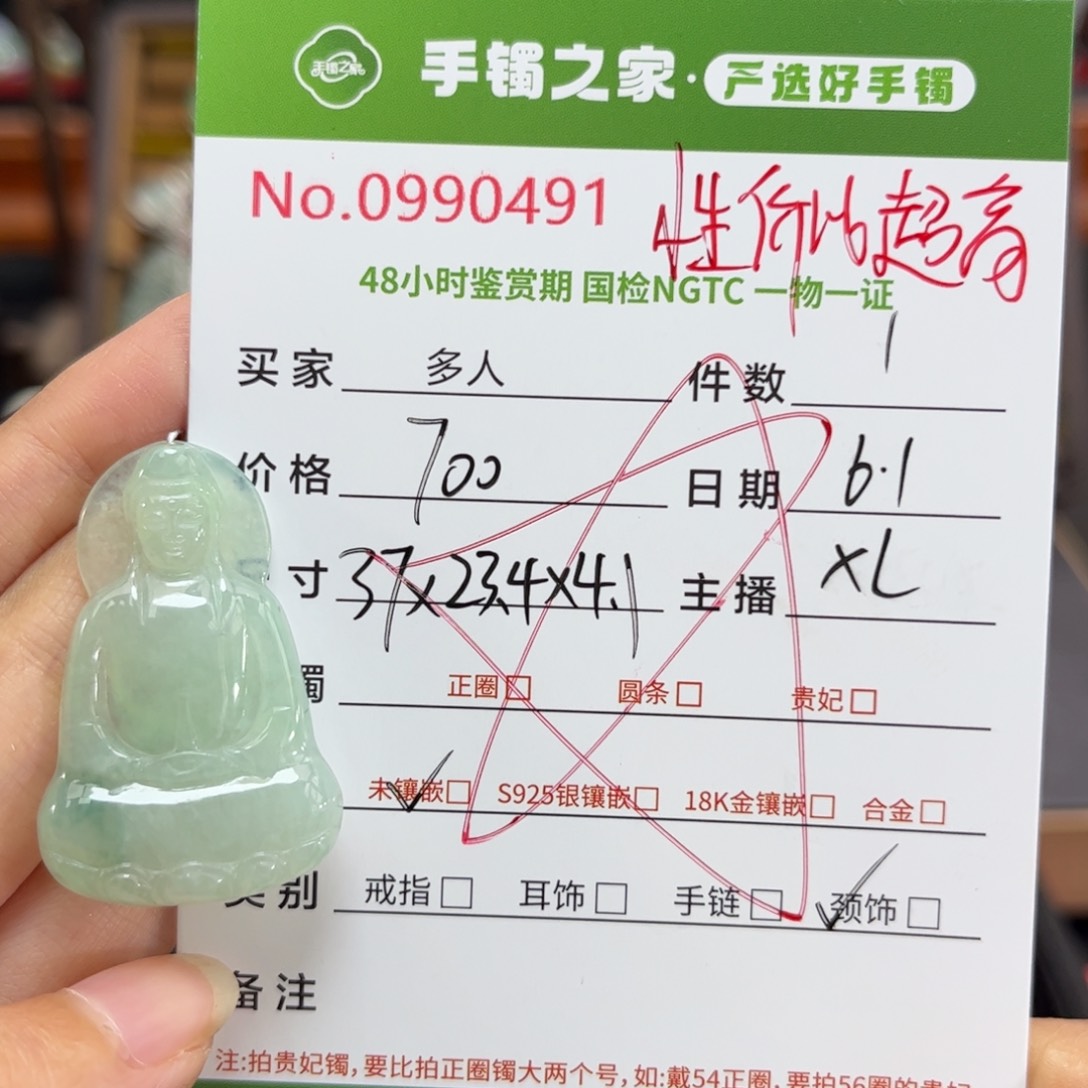 手镯之家 手镯之家·严选好手镯
No.0990491 性价比超高
48小时鉴赏期 国检NGTC 一物一证
买家 多人 件数 1
价格 700 日期 6.1
寸 37x23.4x4.1 主播 XL
镯 正圈□ 圆条□ 贵妃□
未镶嵌□ S925银镶嵌□ 18K金镶嵌□ 合金□
类别 戒指□ 耳饰□ 手链□ 颈饰□
备注
注:拍贵妃镯,要比拍正圈镯大两个号,如:戴54正圈,要拍56圈的贵妃